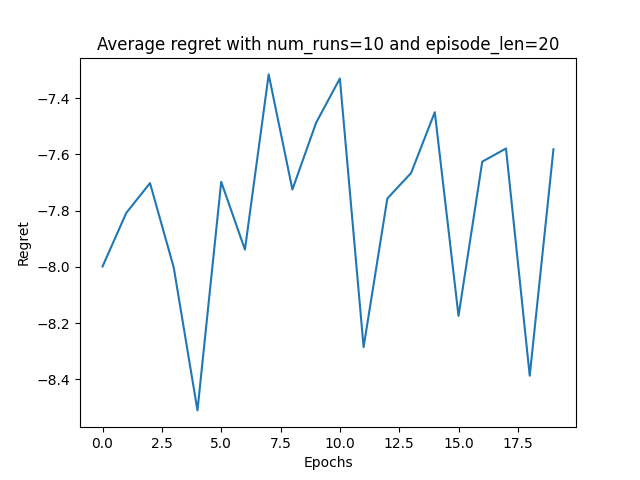 Average regret with num_runs=10 and episode_len=20
−7.4
−7.6
−7.8
−8.0
−8.2
−8.4
Regret
0.0 2.5 5.0 7.5 10.0 12.5 15.0 17.5
Epochs